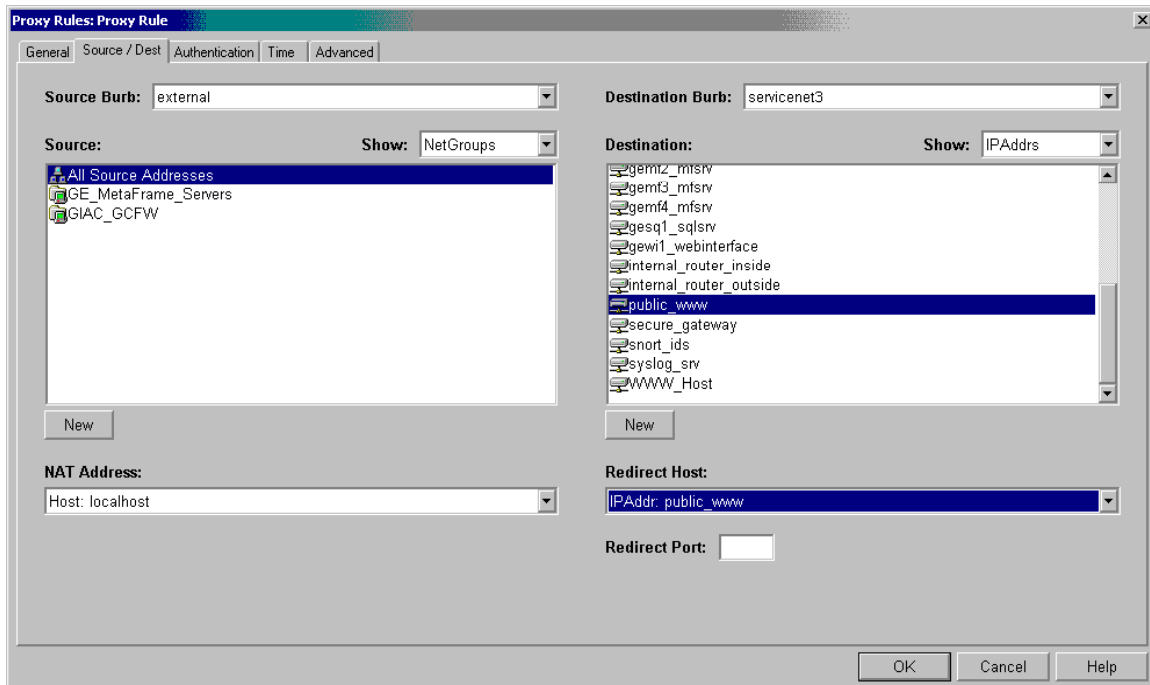 Proxy Rules: Proxy Rule
General Source / Dest Authentication Time Advanced
Source Burb: external
Destination Burb: servicenet3
Source: Show: NetGroups
Destination: Show: IPAddrs
All Source Addresses
GE_MetaFrame_Servers
GIAC_GCFW
gemf2_mfsrv
gemf3_mfsrv
gemf4_mfsrv
gesq1_sqlsrv
gewi1_webinterface
internal_router_inside
internal_router_outside
public_www
secure_gateway
snort_ids
syslog_srv
WWW_Host
New
New
NAT Address:
Host: localhost
Redirect Host:
IPAddr: public_www
Redirect Port:
OK Cancel Help